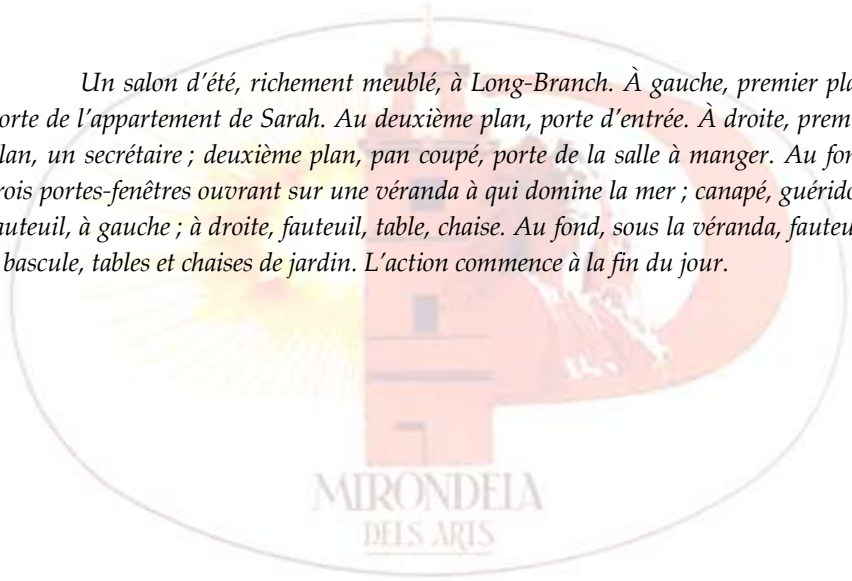 Un salon d'été, richement meublé, à Long-Branch. À gauche, premier pla
orte de l'appartement de Sarah. Au deuxième plan, porte d'entrée. À droite, prem
lan, un secrétaire ; deuxième plan, pan coupé, porte de la salle à manger. Au fon
rois portes-fenêtres ouvrant sur une véranda à qui domine la mer ; canapé, guérido
auteuil, à gauche ; à droite, fauteuil, table, chaise. Au fond, sous la véranda, fauteu
bascule, tables et chaises de jardin. L'action commence à la fin du jour.
MIRONDELA
DELS ARTS